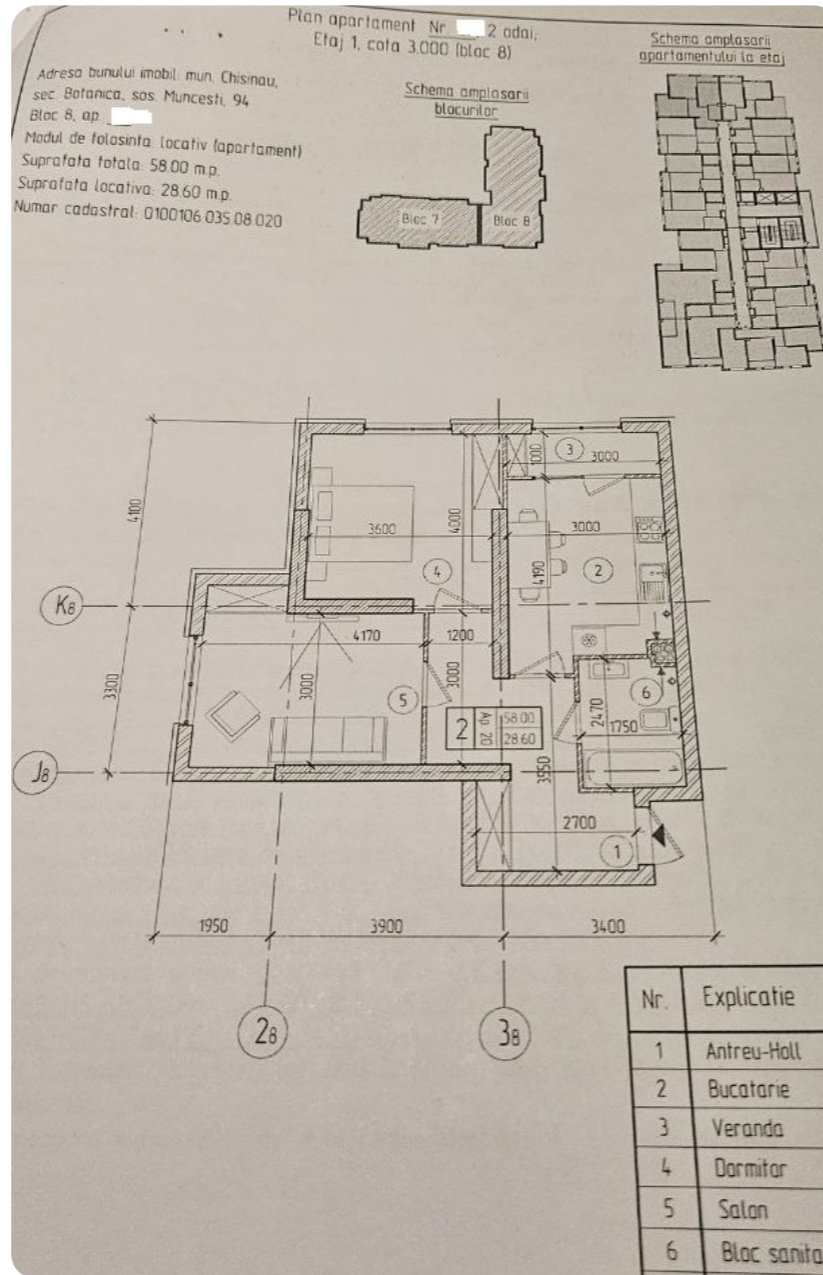 Plan apartament Nr. 2 odai,
Etaj 1, cota 3.000 (bloc 8)
Adresa bunului imobil: mun. Chisinau,
sec. Botanica, sos. Muncesti, 94
Bloc 8, ap.
Modul de folosinta: locativ (apartament)
Suprafata totala: 58.00 m.p.
Suprafata locativa: 28.60 m.p.
Numar cadastral: 0100106.035.08.020
Schema amplasarii
blocurilor
Bloc 7
Bloc 8
Schema amplasarii
apartamentului la etaj
4100
3300
K8
J8
3600
4000
4
1000
3
3000
3000
4190
2
4170
1200
3000
5
3000
2
Ap
20
58.00
28.60
6
2470
1750
3550
2700
1
1950
3900
3400
28
38
Nr. Explicatie
1 Antreu-Holl
2 Bucatarie
3 Veranda
4 Dormitor
5 Salon
6 Bloc sanita